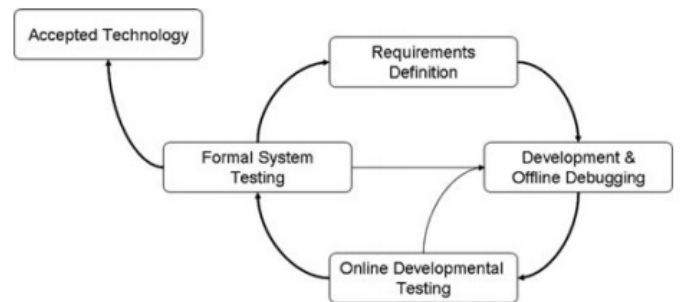 Accepted Technology
Requirements
Definition
Formal System
Testing
Development &
Offline Debugging
Online Developmental
Testing